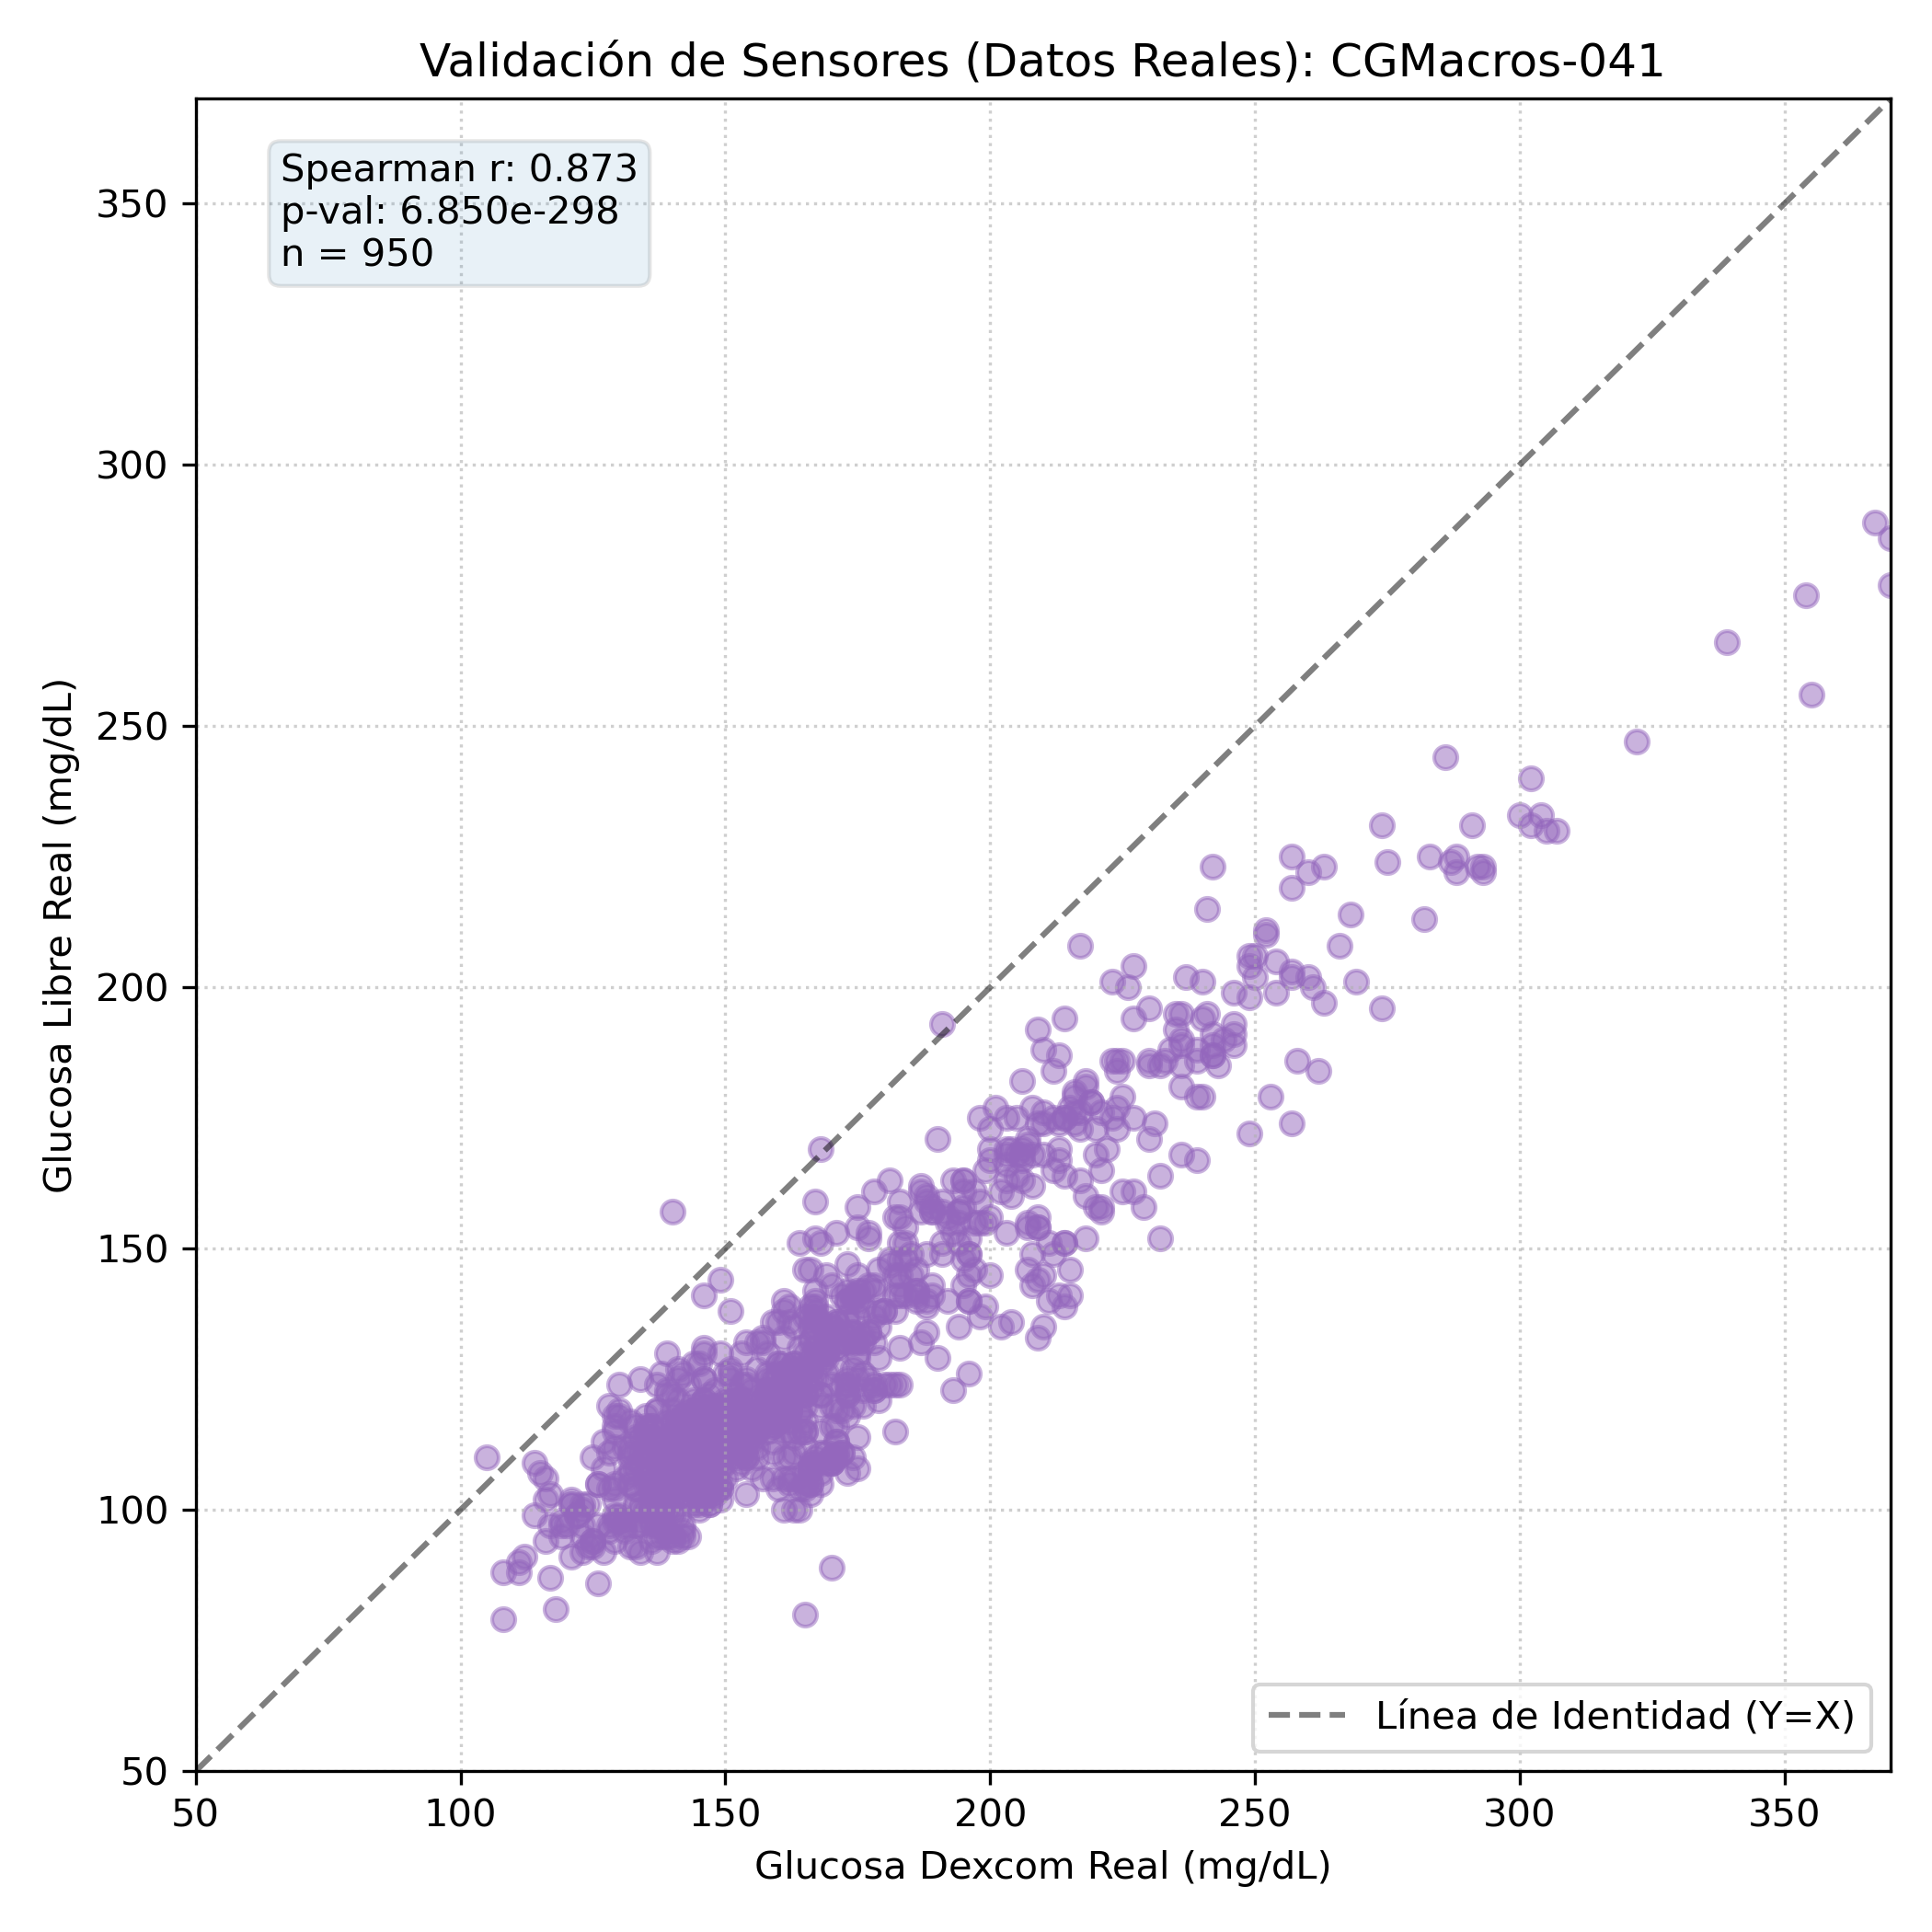 Validación de Sensores (Datos Reales): CGMacros-041
Spearman r: 0.873
p-val: 6.850e-298
n = 950
350
300
250
200
150
100
50
Glucosa Libre Real (mg/dL)
Línea de Identidad (Y=X)
50 100 150 200 250 300 350
Glucosa Dexcom Real (mg/dL)